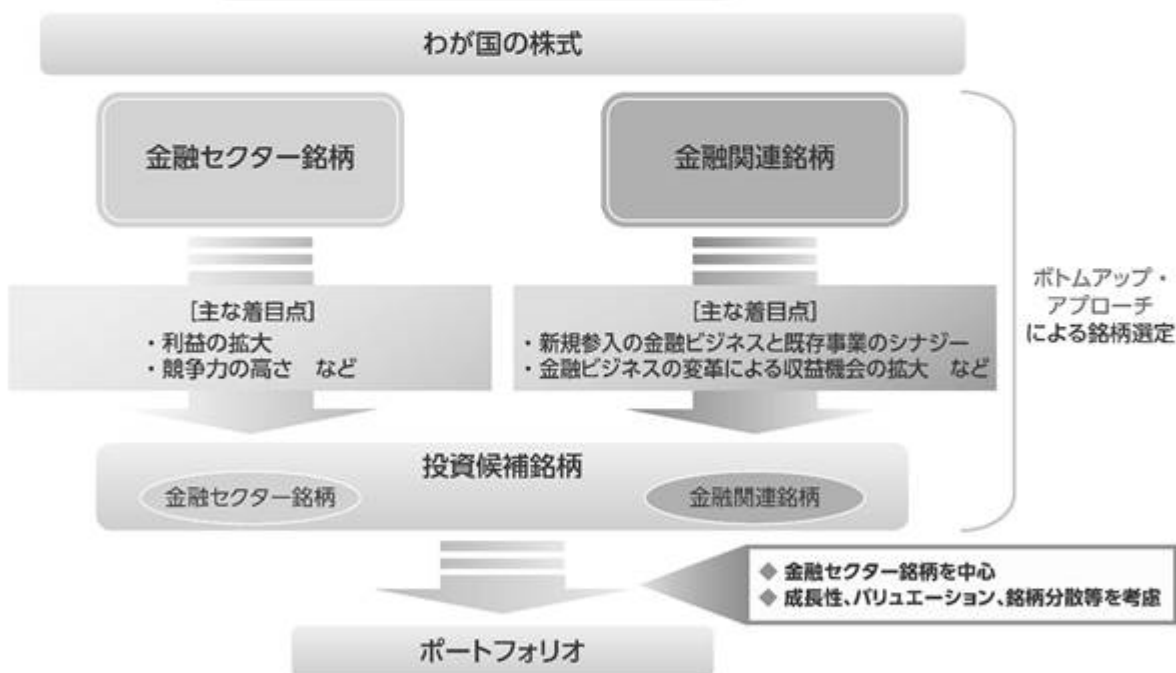 わが国の株式
金融セクター銘柄
金融関連銘柄
[主な着目点]
・利益の拡大
・競争力の高さ など
[主な着目点]
・新規参入の金融ビジネスと既存事業のシナジー
・金融ビジネスの変革による収益機会の拡大 など
ボトムアップ・
アプローチ
による銘柄選定
投資候補銘柄
金融セクター銘柄
金融関連銘柄
◆ 金融セクター銘柄を中心
◆ 成長性、バリュエーション、銘柄分散等を考慮
ポートフォリオ